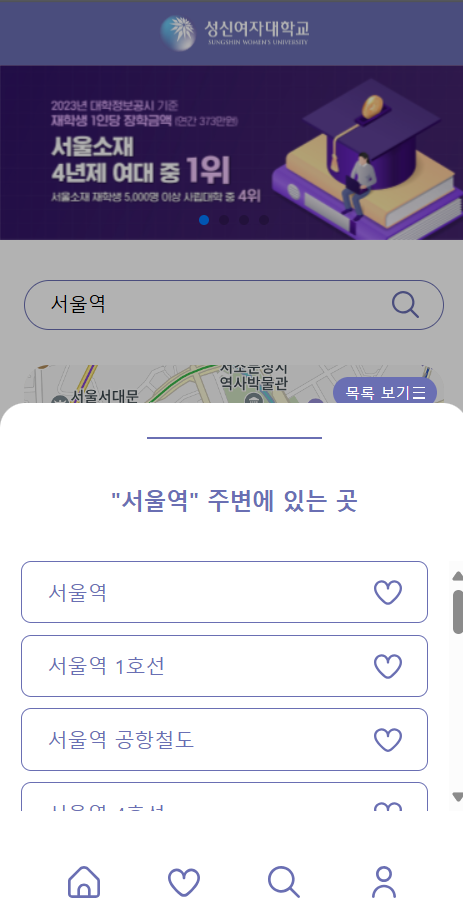 성신여자대학교
SUNGSHIN WOMEN'S UNIVERSITY
2023년 대학정보공시 기준
재학생 1인당 장학금액 (연간 373만원)
서울소재
4년제 여대 중 1위
서울소재 재학생 5,000명 이상 사립대학 중 4위
서울역
서소문성지
역사박물관
서울서대문
목록 보기
"서울역" 주변에 있는 곳
서울역
서울역 1호선
서울역 공항철도
서울역 4호선